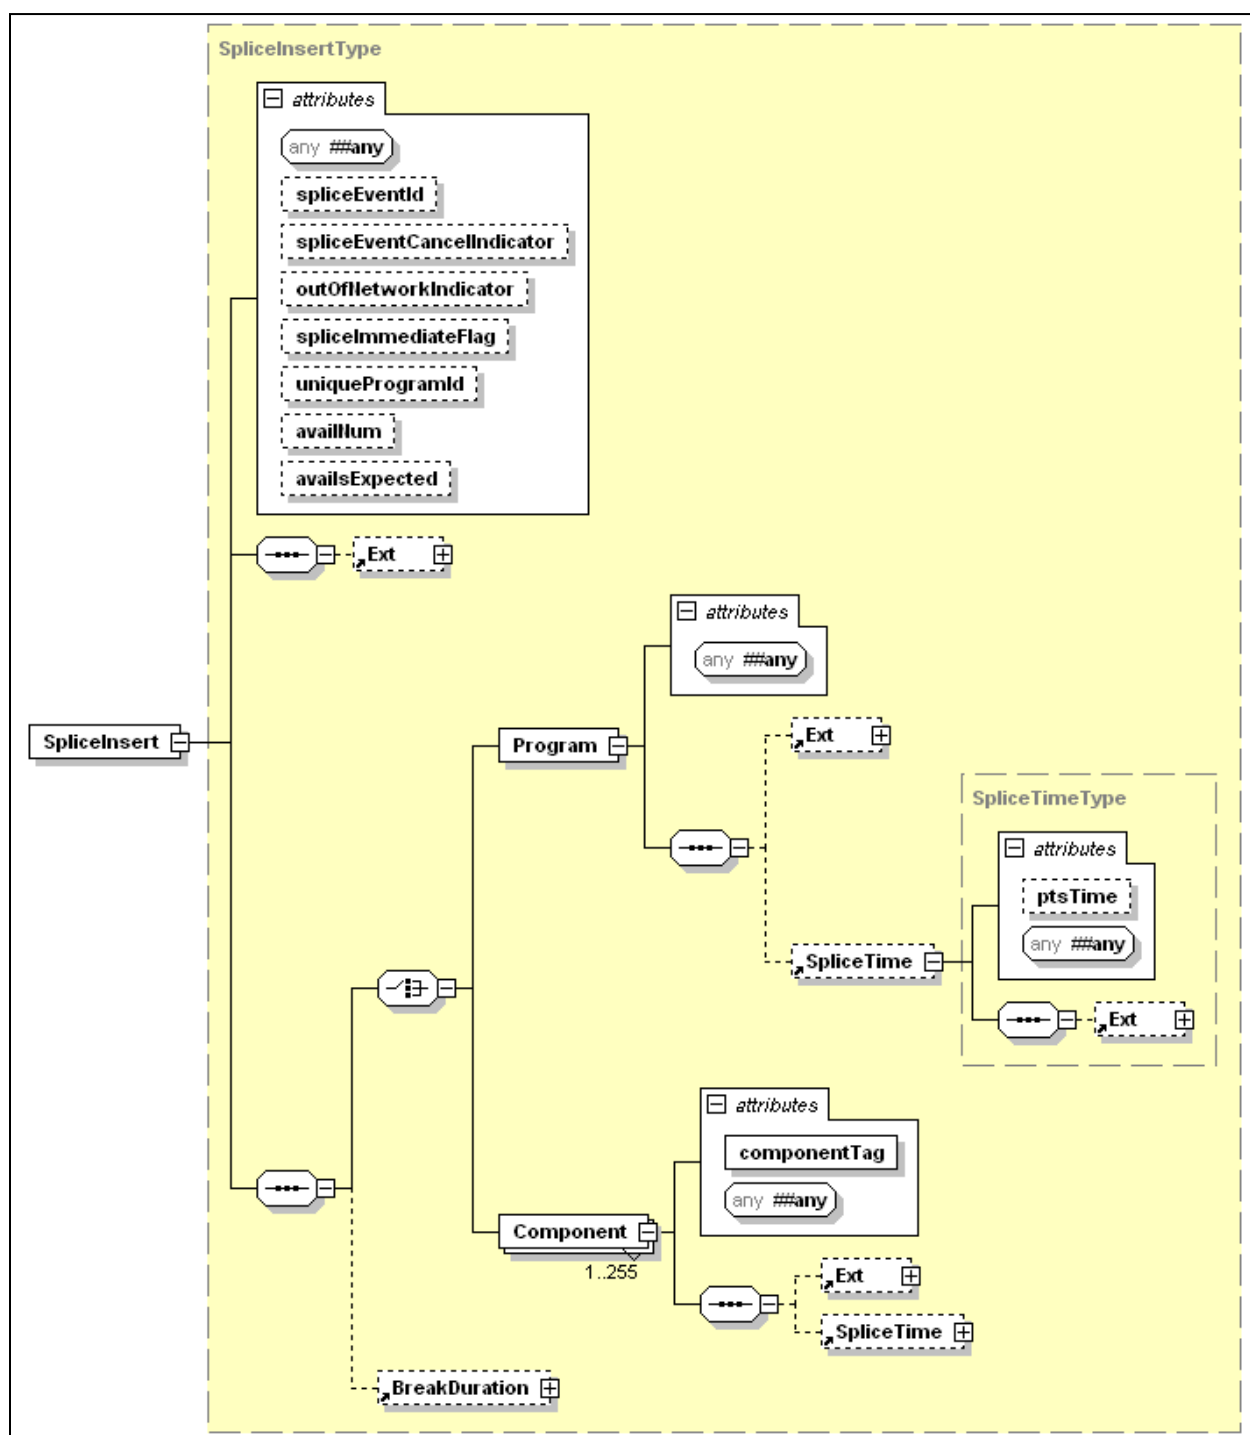 SpliceInsertType
attributes
any ##any
spliceEventId
spliceEventCancelIndicator
outOfNetworkIndicator
spliceImmediateFlag
uniqueProgramId
availNum
availsExpected
Ext
attributes
any ##any
SpliceInsert
Program
Ext
SpliceTimeType
attributes
ptsTime
any ##any
SpliceTime
Ext
attributes
componentTag
any ##any
Component
1..255
Ext
SpliceTime
BreakDuration